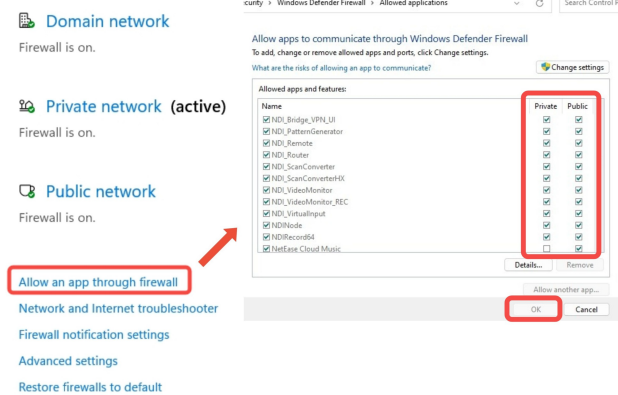 Domain network
Firewall is on.
Private network (active)
Firewall is on.
Public network
Firewall is on.
Allow an app through firewall
Network and Internet troubleshooter
Firewall notification settings
Advanced settings
Restore firewalls to default
> Windows Defender Firewall > Allowed applications
Search Control
Allow apps to communicate through Windows Defender Firewall
To add, change or remove allowed apps and ports, click Change settings.
What are the risks of allowing an app to communicate?
Change settings
Allowed apps and features:
Name Private Public
NDI_Bridge_VPN_UI
NDI_PatternGenerator
NDI_Remote
NDI_Router
NDI_ScanConverter
NDI_ScanConverterHX
NDI_VideoMonitor
NDI_VideoMonitor_REC
NDI_VirtualInput
NDINode
NDIRecord64
NetEase Cloud Music
Details... Remove
Allow another app...
OK Cancel